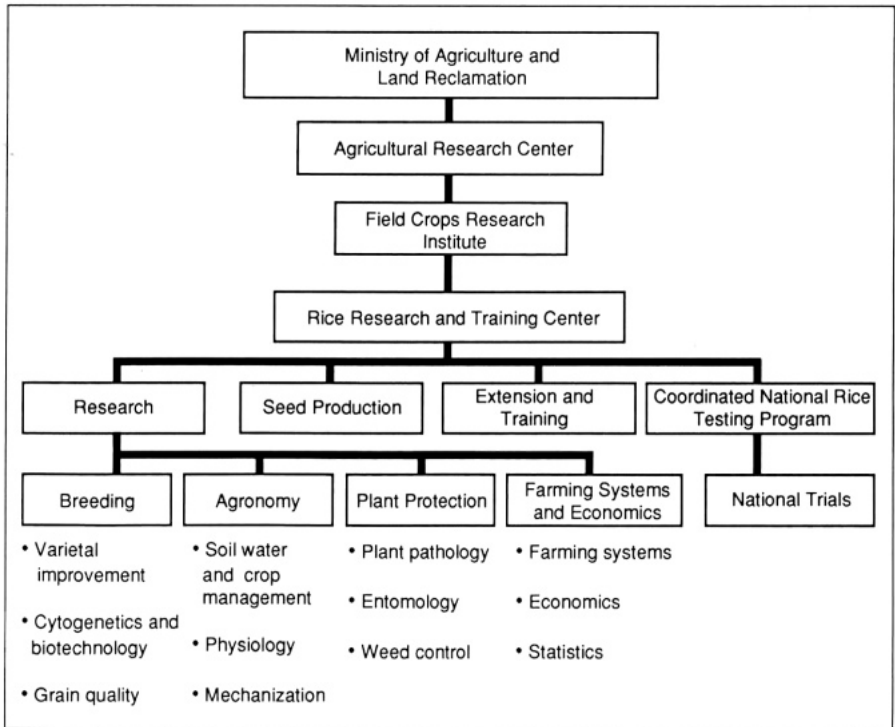 Ministry of Agriculture and
Land Reclamation
Agricultural Research Center
Field Crops Research
Institute
Rice Research and Training Center
Research
Seed Production
Extension and
Training
Coordinated National Rice
Testing Program
Breeding
Agronomy
Plant Protection
Farming Systems
and Economics
National Trials
• Varietal
improvement
• Cytogenetics and
biotechnology
• Grain quality
• Soil water
and crop
management
• Physiology
• Mechanization
• Plant pathology
• Entomology
• Weed control
• Farming systems
• Economics
• Statistics